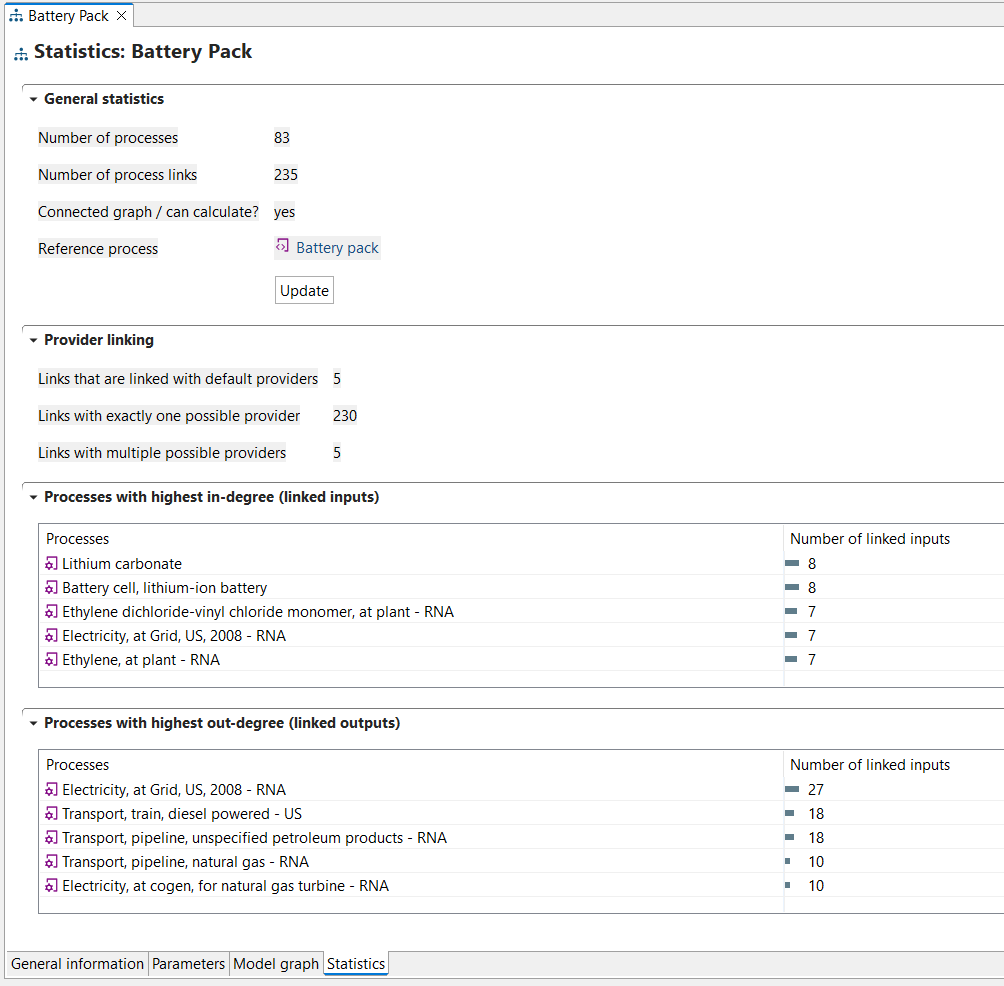 Battery Pack
Statistics: Battery Pack
General statistics
Number of processes 83
Number of process links 235
Connected graph / can calculate? yes
Reference process Battery pack
Update
Provider linking
Links that are linked with default providers 5
Links with exactly one possible provider 230
Links with multiple possible providers 5
Processes with highest in-degree (linked inputs)
Processes Number of linked inputs
Lithium carbonate 8
Battery cell, lithium-ion battery 8
Ethylene dichloride-vinyl chloride monomer, at plant - RNA 7
Electricity, at Grid, US, 2008 - RNA 7
Ethylene, at plant - RNA 7
Processes with highest out-degree (linked outputs)
Processes Number of linked inputs
Electricity, at Grid, US, 2008 - RNA 27
Transport, train, diesel powered - US 18
Transport, pipeline, unspecified petroleum products - RNA 18
Transport, pipeline, natural gas - RNA 10
Electricity, at cogen, for natural gas turbine - RNA 10
General information Parameters Model graph Statistics